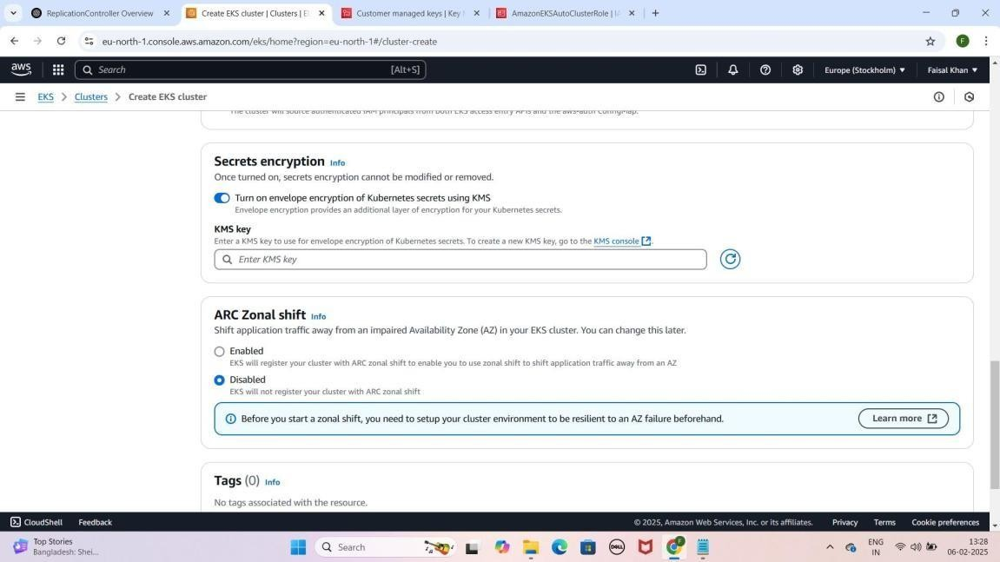 ReplicationController Overview
Create EKS cluster | Clusters | E
Customer managed keys | Key M
AmazonEKSAutoClusterRole | IA
eu-north-1.console.aws.amazon.com/eks/home?region=eu-north-1#/cluster-create
F
aws
Search [Alt+S]
Europe (Stockholm)
Faisal Khan
EKS > Clusters > Create EKS cluster
The cluster will source authenticated IAM principals from both EKS access entry APIs and the aws-auth ConfigMap.
Secrets encryption Info
Once turned on, secrets encryption cannot be modified or removed.
Turn on envelope encryption of Kubernetes secrets using KMS
Envelope encryption provides an additional layer of encryption for your Kubernetes secrets.
KMS key
Enter a KMS key to use for envelope encryption of Kubernetes secrets. To create a new KMS key, go to the KMS console.
Enter KMS key
ARC Zonal shift Info
Shift application traffic away from an impaired Availability Zone (AZ) in your EKS cluster. You can change this later.
Enabled
EKS will register your cluster with ARC zonal shift to enable you to use zonal shift to shift application traffic away from an AZ
Disabled
EKS will not register your cluster with ARC zonal shift
Before you start a zonal shift, you need to setup your cluster environment to be resilient to an AZ failure beforehand.
Learn more
Tags (0) Info
No tags associated with the resource.
CloudShell Feedback
© 2025, Amazon Web Services, Inc. or its affiliates. Privacy Terms Cookie preferences
Top Stories
Bangladesh: Shei...
Search
DELL
F
ENG
IN
13:28
06-02-2025